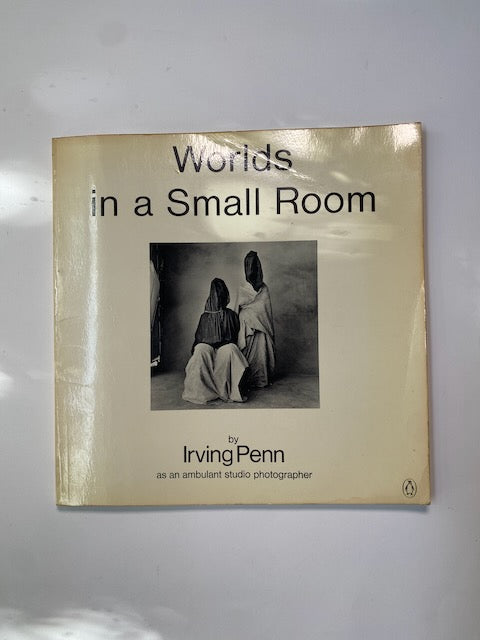 Worlds
in a Small Room
by
Irving Penn
as an ambulant studio photographer